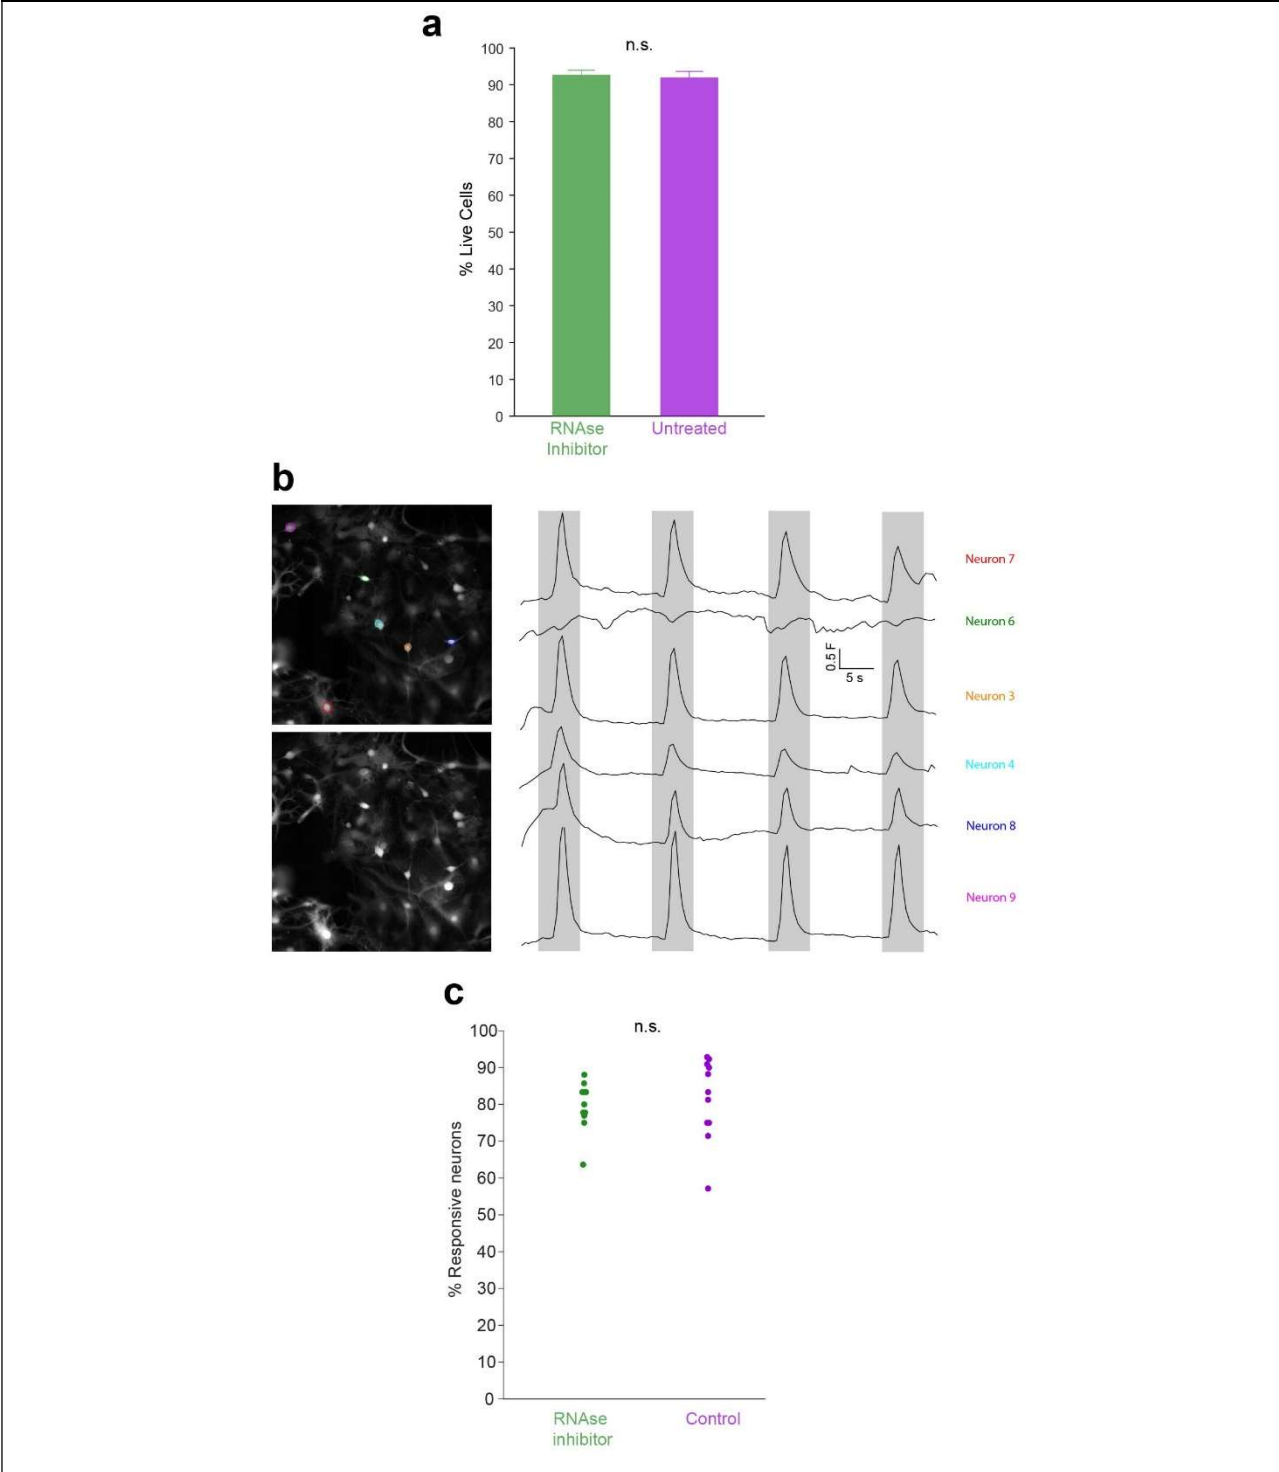 a
n.s.
100
90
80
70
60
50
40
30
20
10
0
% Live Cells
RNAse
Inhibitor
Untreated
b
Neuron 7
Neuron 6
0.5 F
5 s
Neuron 3
Neuron 4
Neuron 8
Neuron 9
c
n.s.
100
90
80
70
60
50
40
30
20
10
0
% Responsive neurons
RNAse
inhibitor
Control